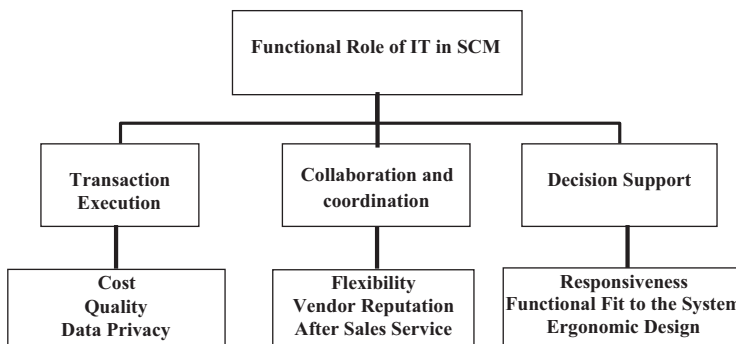 Functional Role of IT in SCM
Transaction
Execution
Collaboration and
coordination
Decision Support
Cost
Quality
Data Privacy
Flexibility
Vendor Reputation
After Sales Service
Responsiveness
Functional Fit to the System
Ergonomic Design